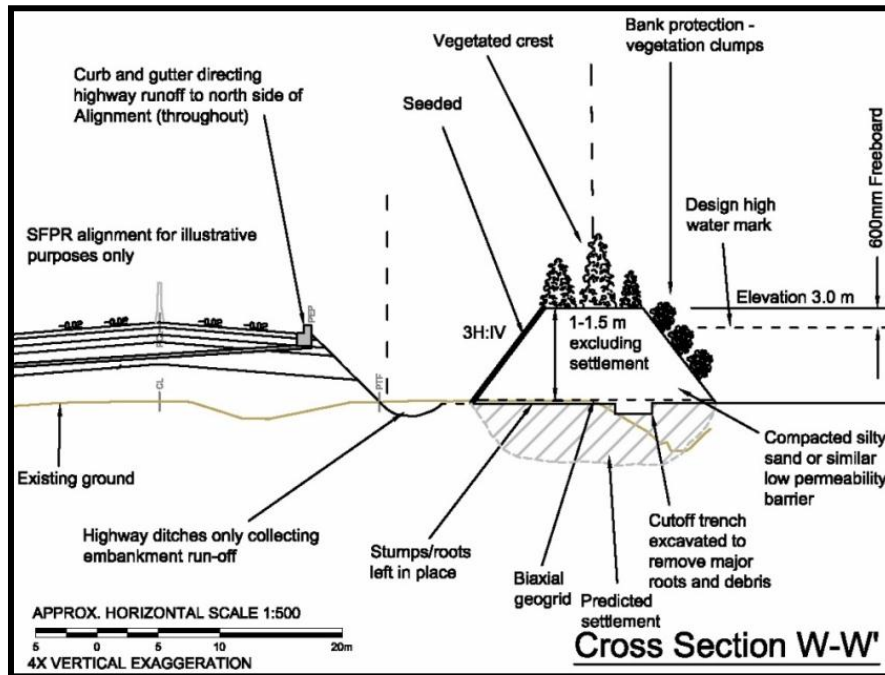 Curb and gutter directing
highway runoff to north side of
Alignment (throughout)
Vegetated crest
Bank protection -
vegetation clumps
Seeded
600mm Freeboard
Design high
water mark
SFPR alignment for illustrative
purposes only
Elevation 3.0 m
-0.02
-0.02
-0.02
-0.02
PEP
3H:IV
1-1.5 m
excluding
settlement
CL
PTF
Existing ground
Compacted silty
sand or similar
low permeability
barrier
Highway ditches only collecting
embankment run-off
Stumps/roots
left in place
Biaxial
geogrid
Predicted
settlement
Cutoff trench
excavated to
remove major
roots and debris
APPROX. HORIZONTAL SCALE 1:500
5 0 5 10 20m
4X VERTICAL EXAGGERATION
Cross Section W-W'